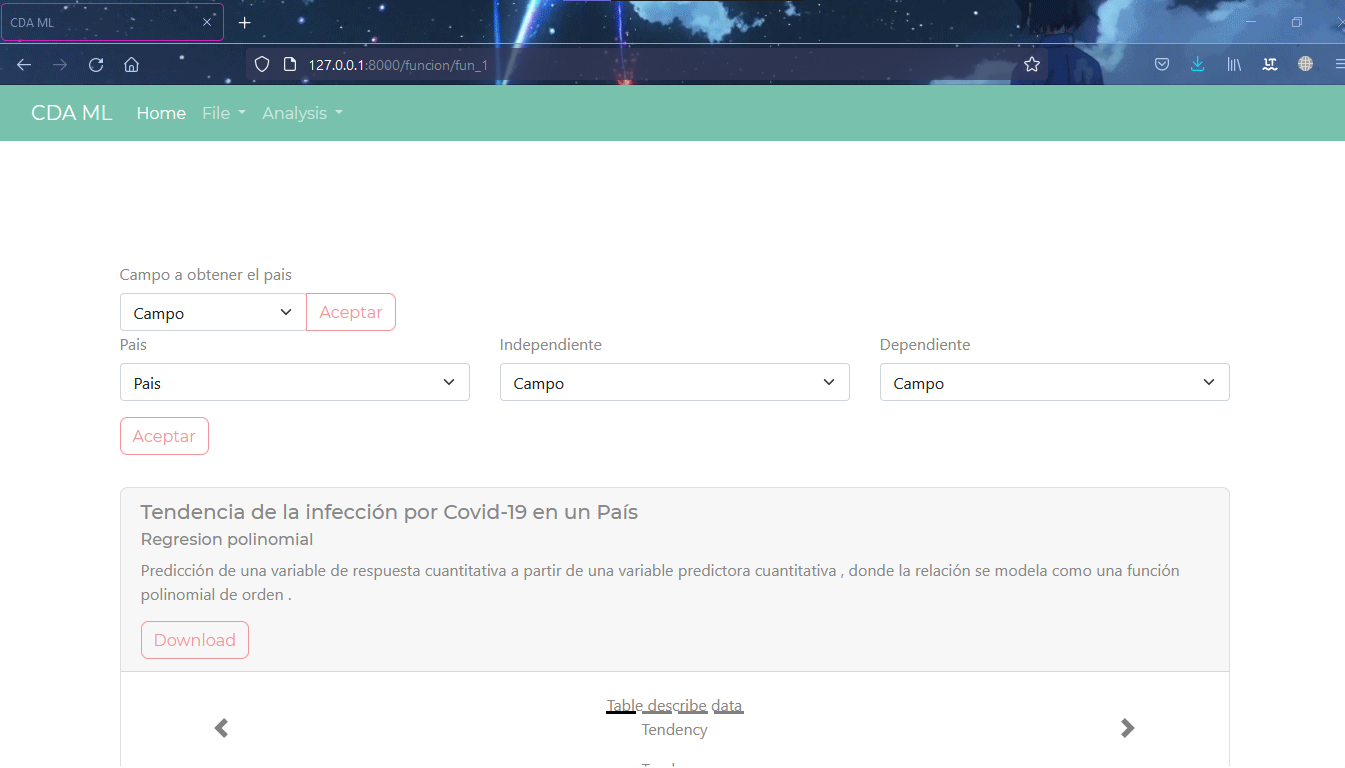 CDA ML
127.0.0.1:8000/funcion/fun_1
CDA ML Home File Analysis
Campo a obtener el pais
Campo Aceptar
Pais Independiente Dependiente
Pais Campo Campo
Aceptar
Tendencia de la infección por Covid-19 en un País
Regresion polinomial
Predicción de una variable de respuesta cuantitativa a partir de una variable predictora cuantitativa , donde la relación se modela como una función
polinomial de orden .
Download
Table describe data
Tendency